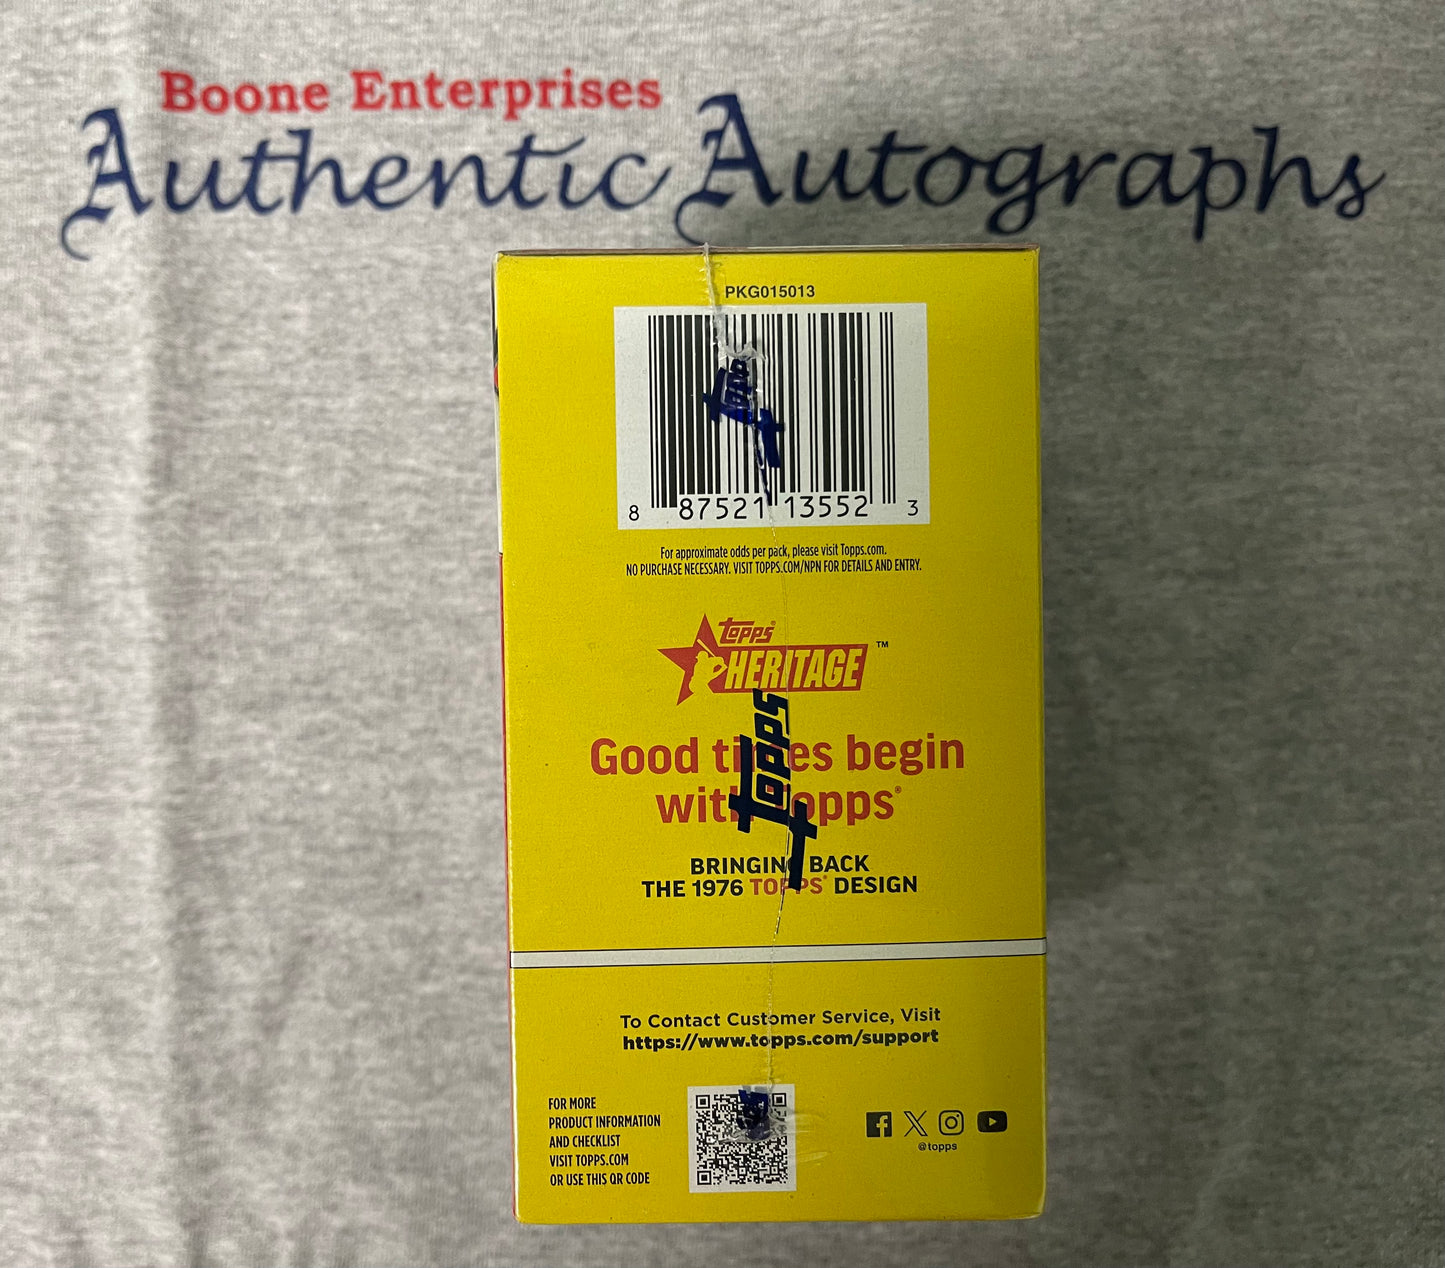 Boone Enterprises
Authentic Autographs
PKG015013
Topps
8 87521 13552 3
For approximate odds per pack, please visit Topps.com.
NO PURCHASE NECESSARY. VISIT TOPPS.COM/NPN FOR DETAILS AND ENTRY.
Topps®
HERITAGE™
Topps
Good times begin
with Topps®
BRINGING BACK
THE 1976 TOPPS® DESIGN
To Contact Customer Service, Visit
https://www.topps.com/support
FOR MORE
PRODUCT INFORMATION
AND CHECKLIST
VISIT TOPPS.COM
OR USE THIS QR CODE
@topps